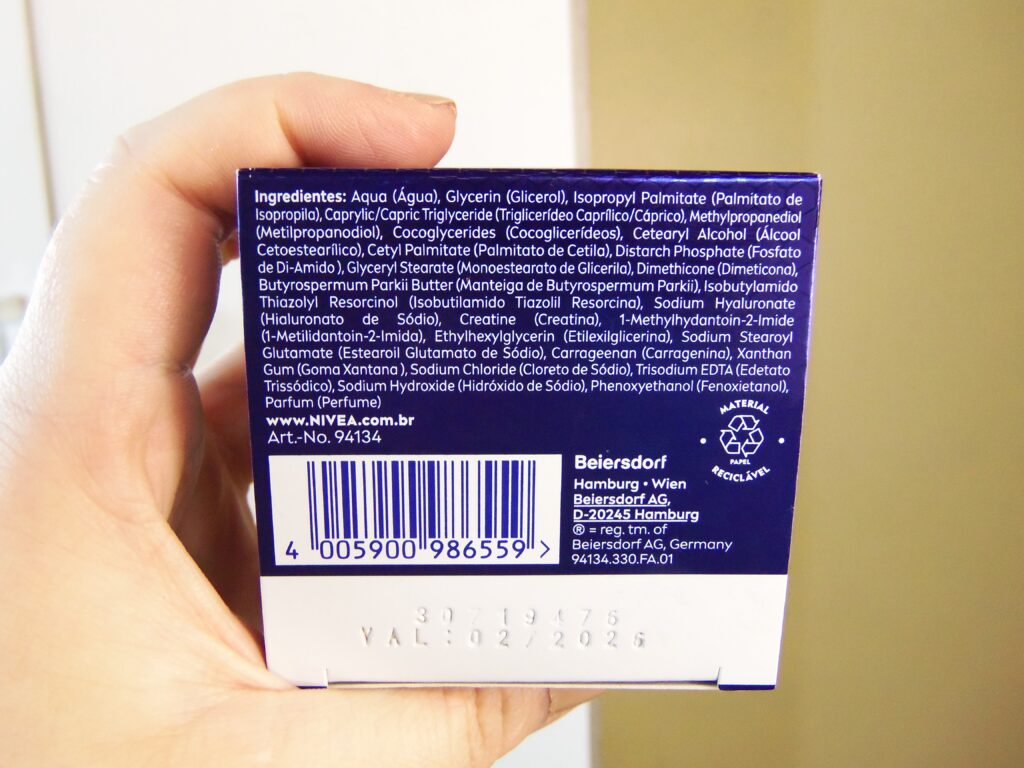 Ingredientes: Aqua (Água), Glycerin (Glicerol), Isopropyl Palmitate (Palmitato de
Isopropila), Caprylic/Capric Triglyceride (Triglicerídeo Caprílico/Cáprico), Methylpropanediol
(Metilpropanodiol), Cocoglycerides (Cocoglicerídeos), Cetearyl Alcohol (Álcool
Cetoestearílico), Cetyl Palmitate (Palmitato de Cetila), Distarch Phosphate (Fosfato
de Di-Amido ), Glyceryl Stearate (Monoestearato de Glicerila), Dimethicone (Dimeticona),
Butyrospermum Parkii Butter (Manteiga de Butyrospermum Parkii), Isobutylamido
Thiazolyl Resorcinol (Isobutilamido Tiazolil Resorcina), Sodium Hyaluronate
(Hialuronato de Sódio), Creatine (Creatina), 1-Methylhydantoin-2-Imide
(1-Metilidantoin-2-Imida), Ethylhexylglycerin (Etilexilglicerina), Sodium Stearoyl
Glutamate (Estearoil Glutamato de Sódio), Carrageenan (Carragenina), Xanthan
Gum (Goma Xantana ), Sodium Chloride (Cloreto de Sódio), Trisodium EDTA (Edetato
Trissódico), Sodium Hydroxide (Hidróxido de Sódio), Phenoxyethanol (Fenoxietanol),
Parfum (Perfume)
www.NIVEA.com.br
Art.-No. 94134
MATERIAL
PAPEL
RECICLÁVEL
Beiersdorf
Hamburg • Wien
Beiersdorf AG,
D-20245 Hamburg
® = reg. tm. of
Beiersdorf AG, Germany
94134.330.FA.01
4 005900 986559 >
30719476
VAL:02/2026